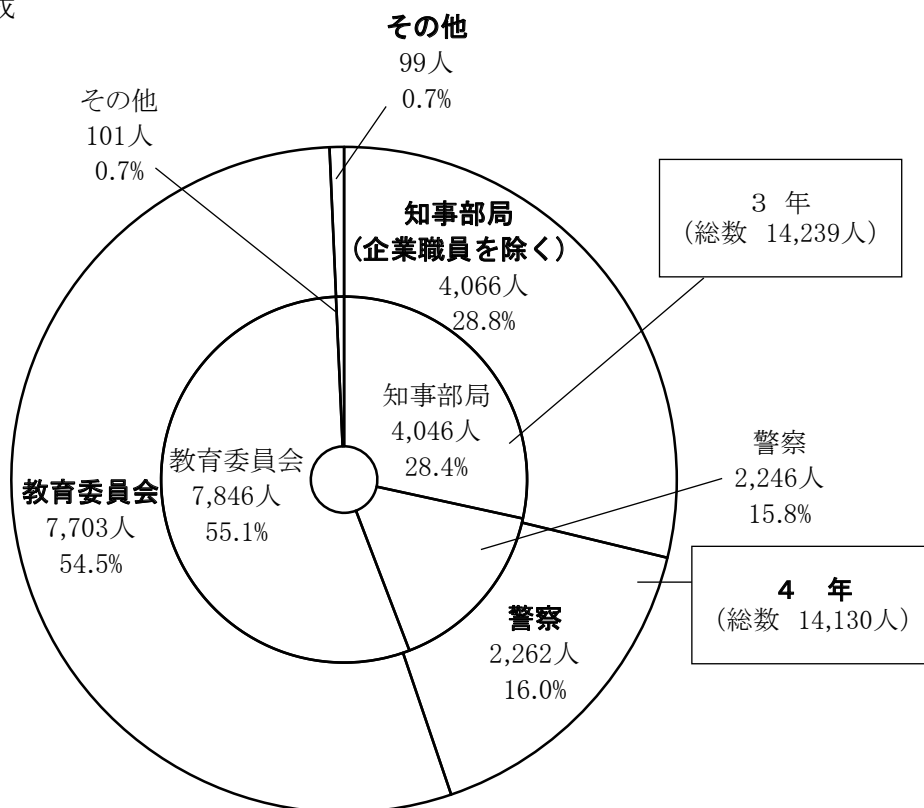 その他
99人
0.7%
その他
101人
0.7%
知事部局
(企業職員を除く)
4,066人
28.8%
3 年
(総数 14,239人)
知事部局
4,046人
28.4%
警察
2,246人
15.8%
教育委員会
7,846人
55.1%
教育委員会
7,703人
54.5%
4 年
(総数 14,130人)
警察
2,262人
16.0%